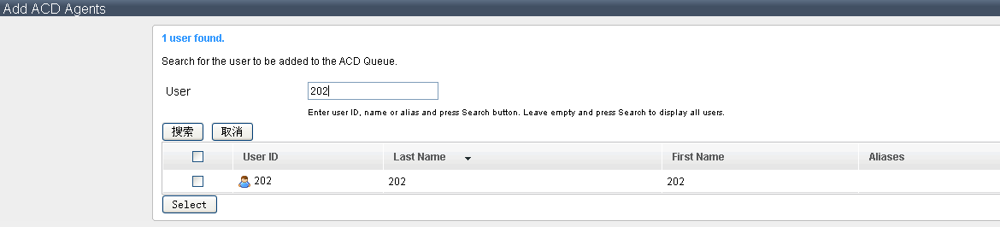 Add ACD Agents
1 user found.
Search for the user to be added to the ACD Queue.
User 202
Enter user ID, name or alias and press Search button. Leave empty and press Search to display all users.
搜索 取消
User ID Last Name First Name Aliases
202 202 202
Select